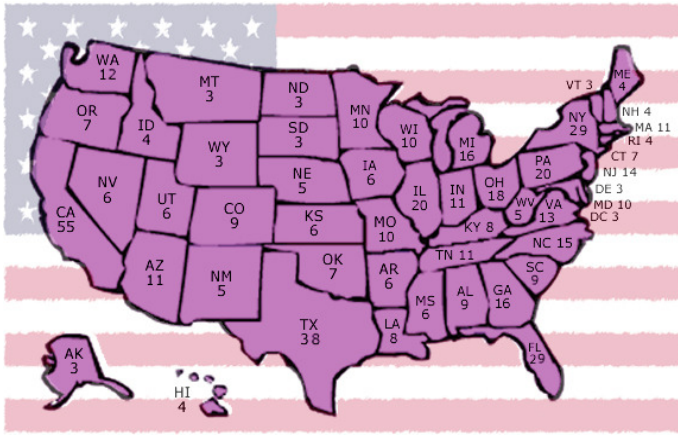 WA
12
OR
7
CA
55
NV
6
ID
4
MT
3
WY
3
UT
6
AZ
11
CO
9
NM
5
ND
3
SD
3
NE
5
KS
6
OK
7
TX
38
MN
10
IA
6
MO
10
AR
6
LA
8
WI
10
IL
20
MS
6
MI
16
IN
11
OH
18
KY 8
TN 11
AL
9
GA
16
FL
29
SC
9
NC 15
VA
13
WV
5
PA
20
NY
29
VT 3
ME
4
NH 4
MA 11
RI 4
CT 7
NJ 14
DE 3
MD 10
DC 3
AK
3
HI
4